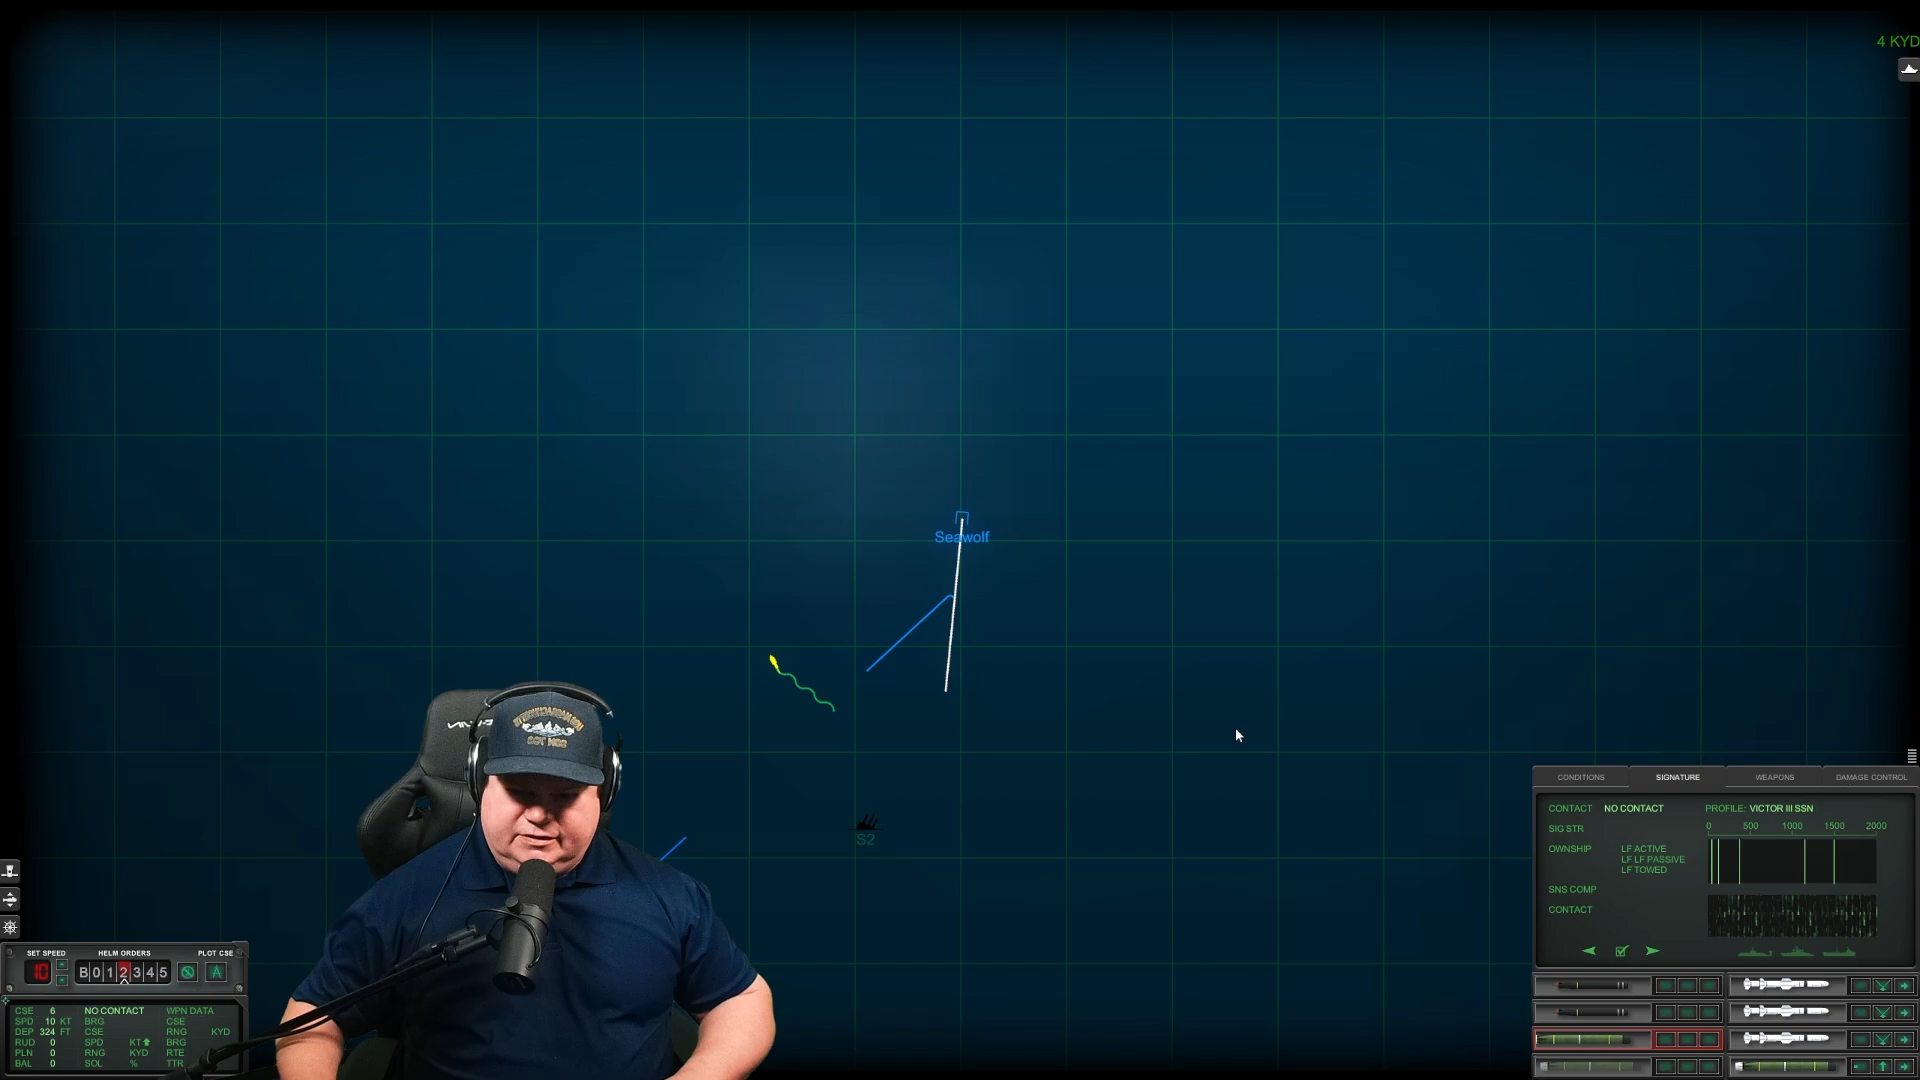 4 KYD
Seawolf
S2
CONDITIONS SIGNATURE WEAPONS DAMAGE CONTROL
CONTACT NO CONTACT PROFILE: VICTOR III SSN
SIG STR 0 500 1000 1500 2000
OWNSHIP LF ACTIVE
LF LF PASSIVE
LF TOWED
SNS COMP
CONTACT
SET SPEED HELM ORDERS PLOT CSE
10 B 0 1 2 3 4 5 A
CSE 6 NO CONTACT WPN DATA
SPD 10 KT BRG CSE
DEP 324 FT CSE RNG KYD
RUD 0 SPD KT BRG
PLN 0 RNG KYD RTE
BAL 0 SOL % TTR